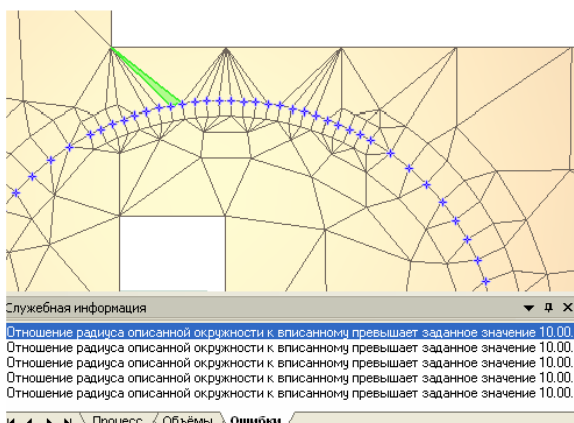 Служебная информация
Отношение радиуса описанной окружности к вписанному превышает заданное значение 10.00.
Отношение радиуса описанной окружности к вписанному превышает заданное значение 10.00.
Отношение радиуса описанной окружности к вписанному превышает заданное значение 10.00.
Отношение радиуса описанной окружности к вписанному превышает заданное значение 10.00.
Отношение радиуса описанной окружности к вписанному превышает заданное значение 10.00.
Процесс Объёмы Ошибки